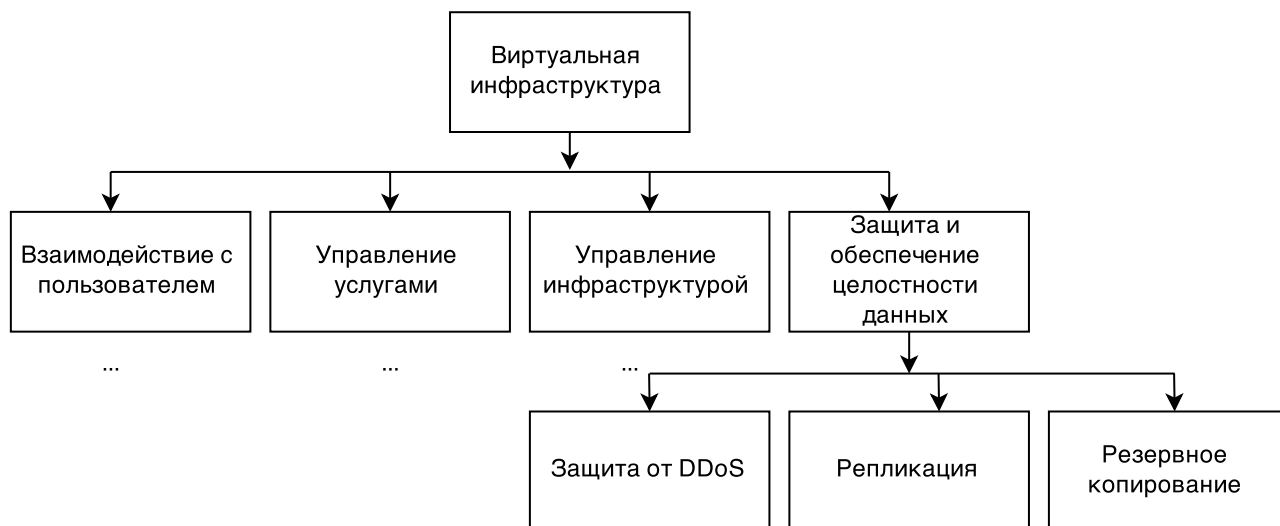 Виртуальная
инфраструктура
Взаимодействие с
пользователем
Управление
услугами
Управление
инфраструктурой
Защита и
обеспечение
целостности
данных
...
...
...
Защита от DDoS
Репликация
Резервное
копирование